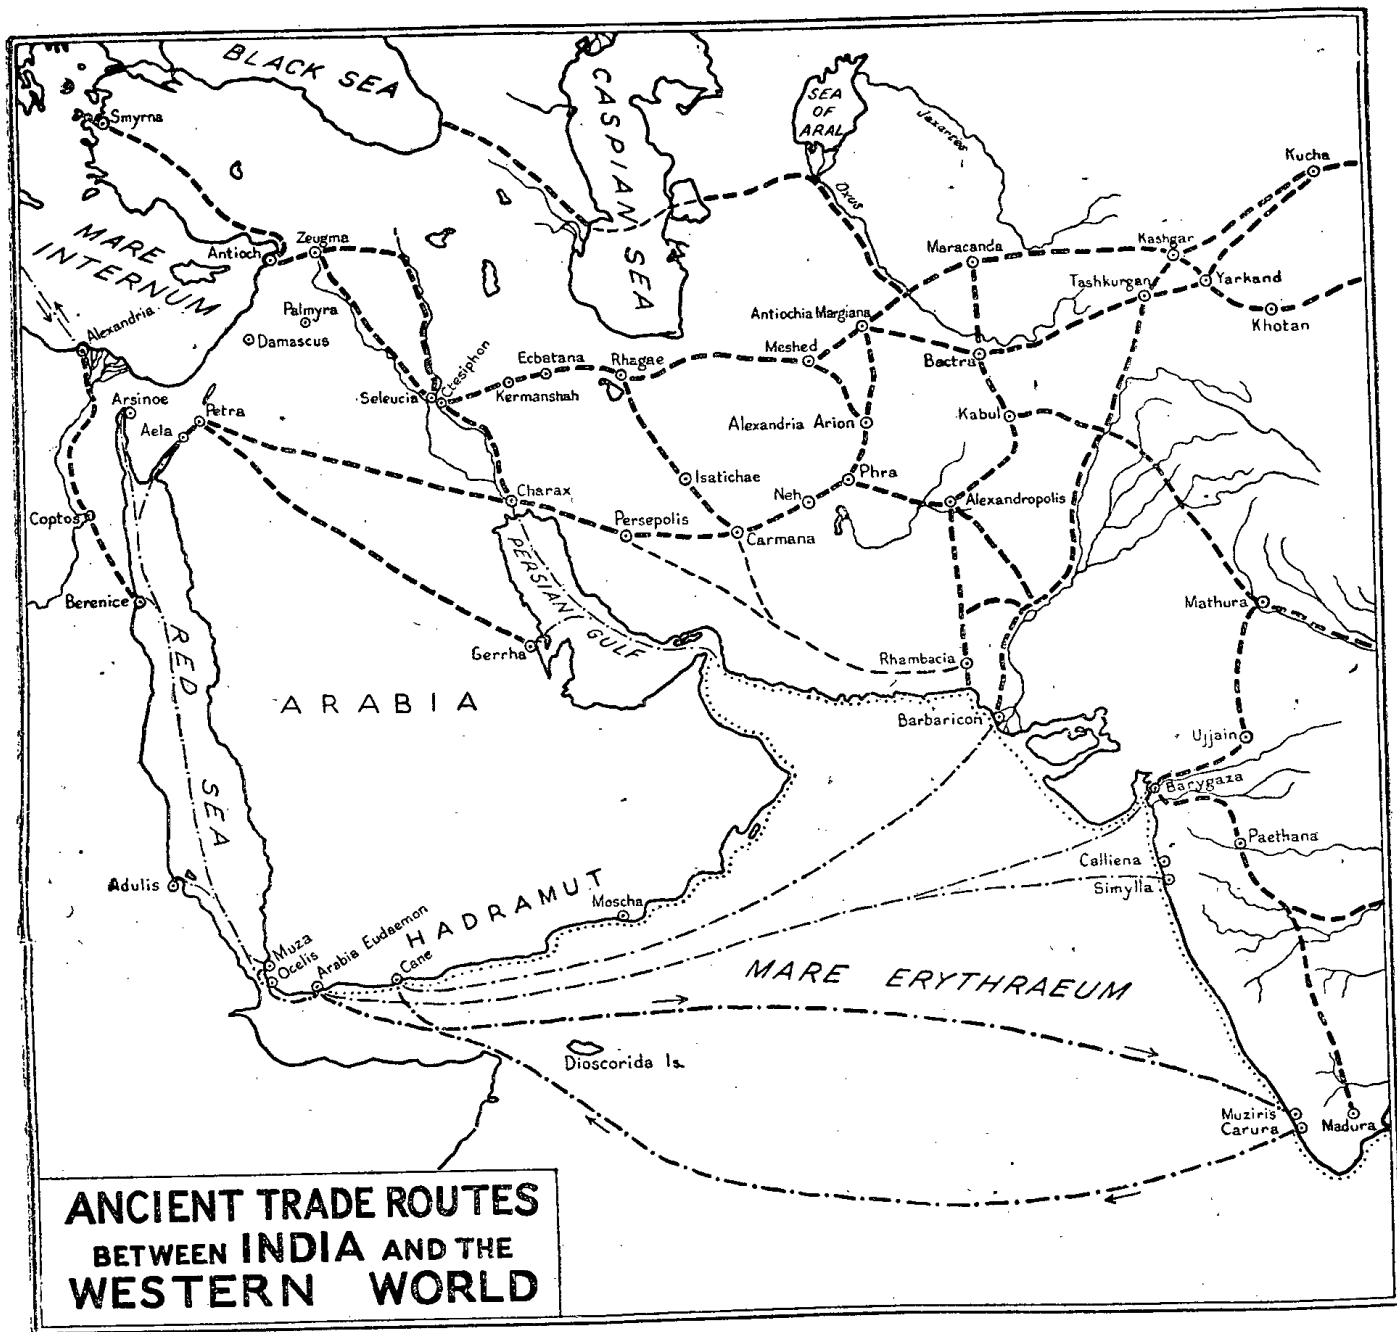 BLACK SEA
CASPIAN SEA
SEA
OF
ARAL
Jaxartes
Oxus
Kucha
Smyrna
MARE
INTERNUM
Antioch
Zeugma
Maracanda
Kashgar
Tashkurgan
Yarkand
Khotan
Alexandria
Palmyra
Damascus
Antiochia Margiana
Meshed
Bactra
Ctesiphon
Seleucia
Ecbatana
Kermanshah
Rhagae
Arsinoe
Petra
Aela
Alexandria Arion
Kabul
Isatichae
Neh
Phra
Alexandropolis
Charax
Persepolis
Carmana
Coptos
PERSIAN
GULF
Berenice
Mathura
RED
SEA
Gerrha
Rhambacia
ARABIA
Barbaricon
Ujjain
Barygaza
Paethana
Calliena
Simylla
Adulis
HADRAMUT
Moscha
Muza
Ocelis
Arabia Eudaemon
Cane
MARE ERYTHRAEUM
Dioscorida Is.
Muziris
Carura
Madura
ANCIENT TRADE ROUTES
BETWEEN INDIA AND THE
WESTERN WORLD